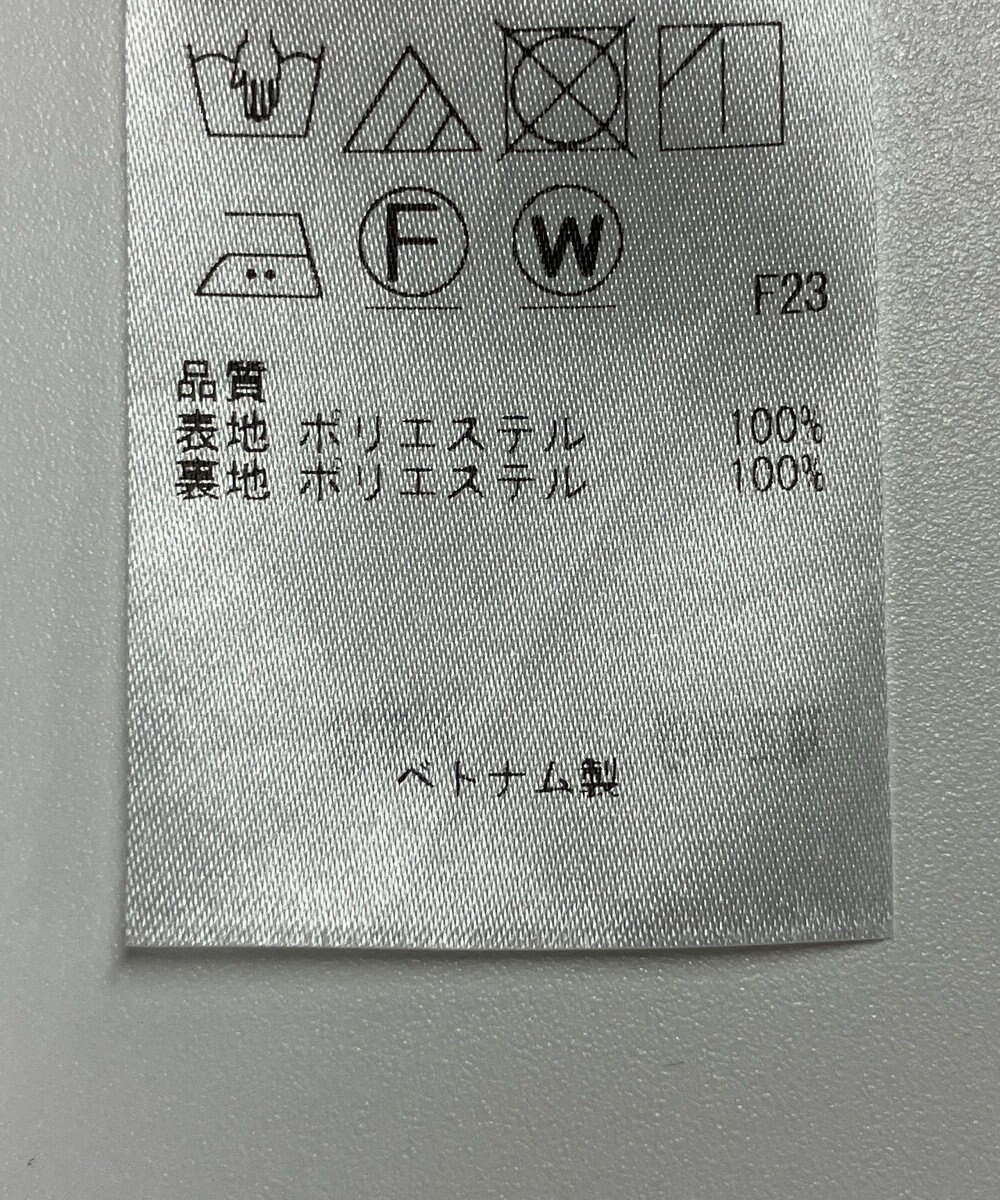 F W
F23
品質
表地 ポリエステル 100%
裏地 ポリエステル 100%
ベトナム製